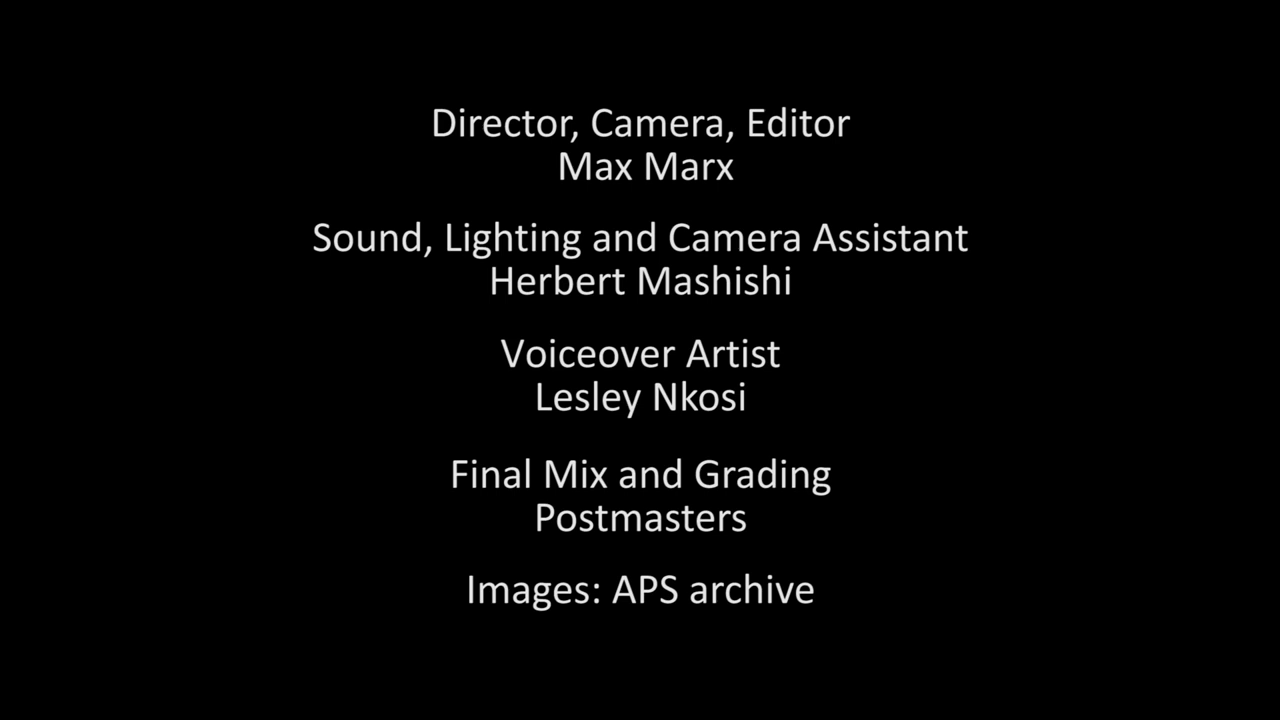 Director, Camera, Editor
Max Marx
Sound, Lighting and Camera Assistant
Herbert Mashishi
Voiceover Artist
Lesley Nkosi
Final Mix and Grading
Postmasters
Images: APS archive